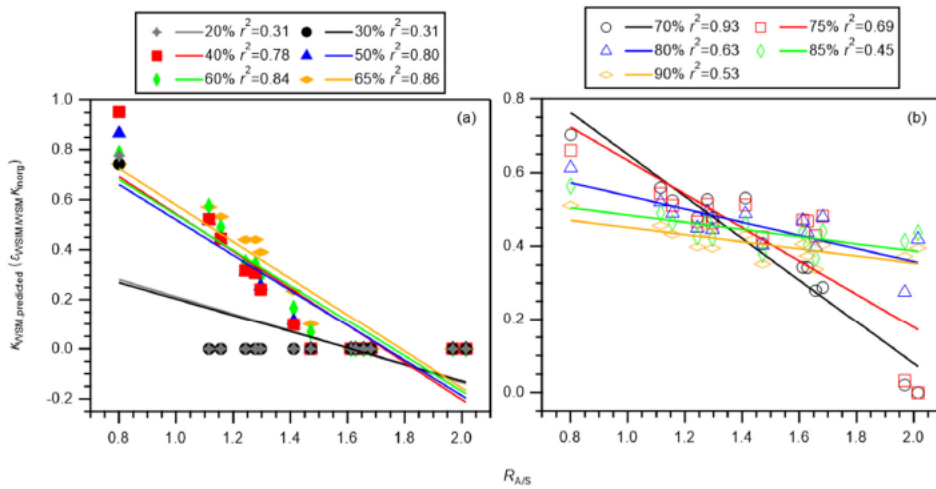 20% r²=0.31 30% r²=0.31
40% r²=0.78 50% r²=0.80
60% r²=0.84 65% r²=0.86
70% r²=0.93 75% r²=0.69
80% r²=0.63 85% r²=0.45
90% r²=0.53
(a)
1.0
0.8
0.6
0.4
0.2
0.0
-0.2
0.8 1.0 1.2 1.4 1.6 1.8 2.0
κWSM,predicted (εWSIM/WSM κinorg)
(b)
0.8
0.6
0.4
0.2
0.0
0.8 1.0 1.2 1.4 1.6 1.8 2.0
RA/S